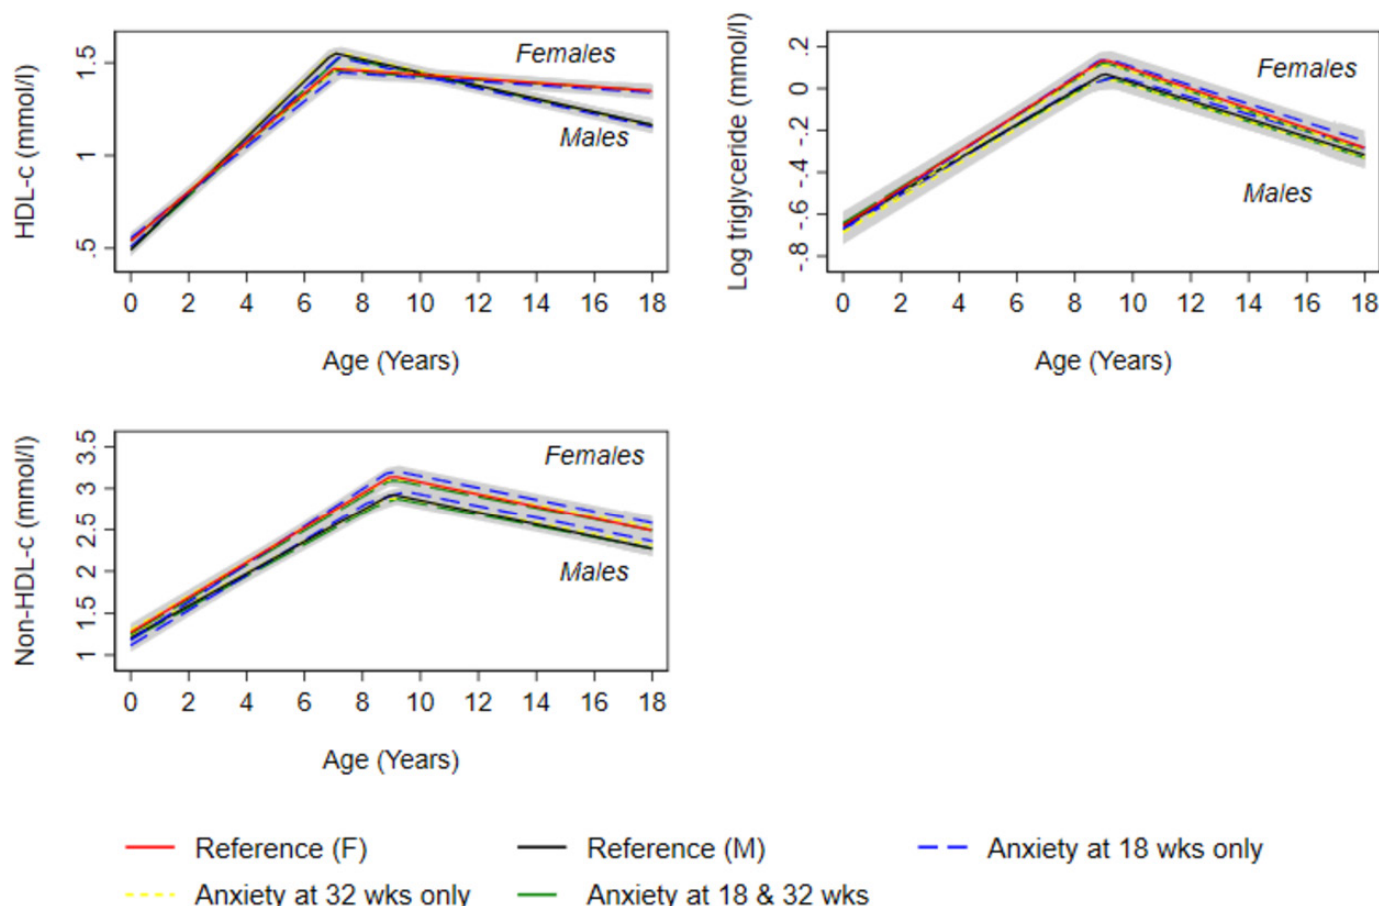 HDL-c (mmol/l)
1.5
1
.5
Females
Males
0 2 4 6 8 10 12 14 16 18
Age (Years)
Log triglyceride (mmol/l)
.2
0
-.2
-.4
-.6
-.8
Females
Males
0 2 4 6 8 10 12 14 16 18
Age (Years)
Non-HDL-c (mmol/l)
3.5
3
2.5
2
1.5
1
Females
Males
0 2 4 6 8 10 12 14 16 18
Age (Years)
Reference (F) Reference (M) Anxiety at 18 wks only
Anxiety at 32 wks only Anxiety at 18 & 32 wks